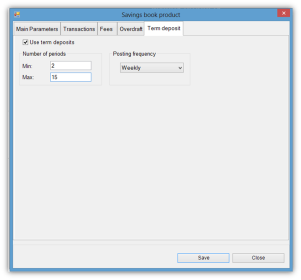 Savings book product
Main Parameters Transactions Fees Overdraft Term deposit
Use term deposits
Number of periods
Posting frequency
Min: 2
Weekly
Max: 15
Save Close